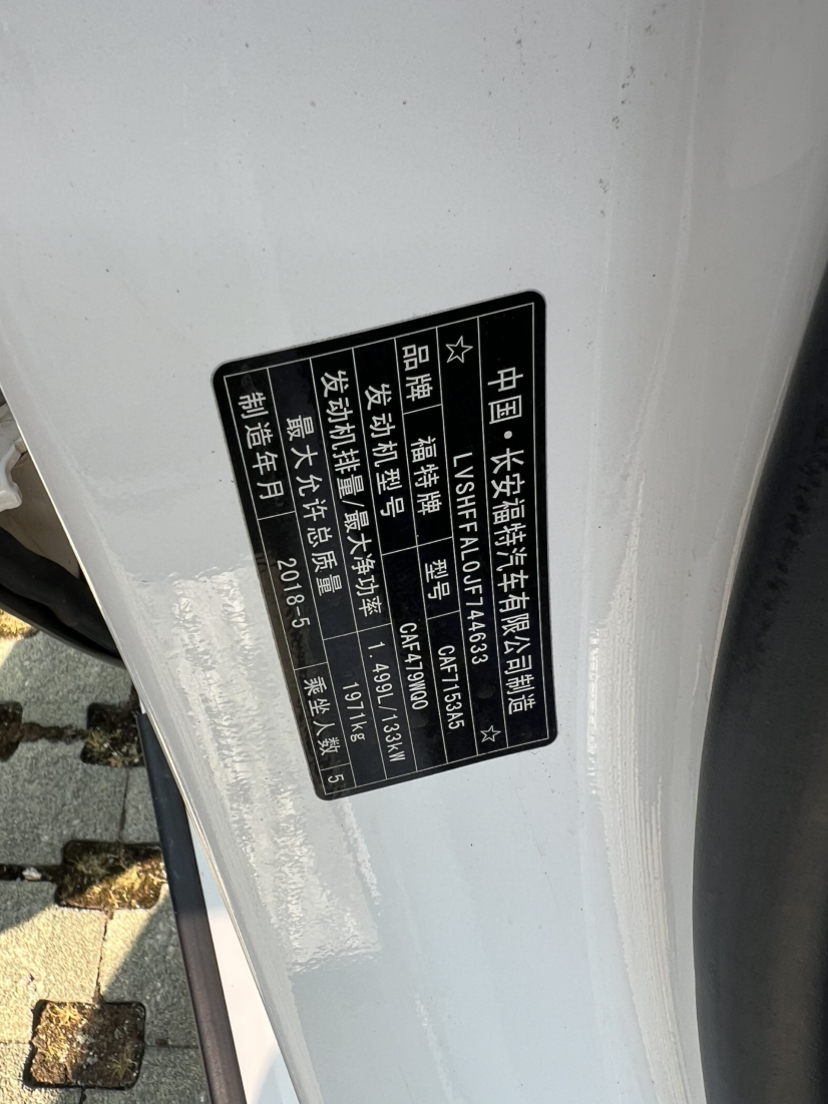 中国·长安福特汽车有限公司制造
☆ LVSHFFAL0JF744633 ☆
品牌 福特牌 型号 CAF7153A5
发动机型号 CAF479WQ0
发动机排量/最大净功率 1.499L/133kW
最大允许总质量 1971kg
制造年月 2018-5 乘坐人数 5